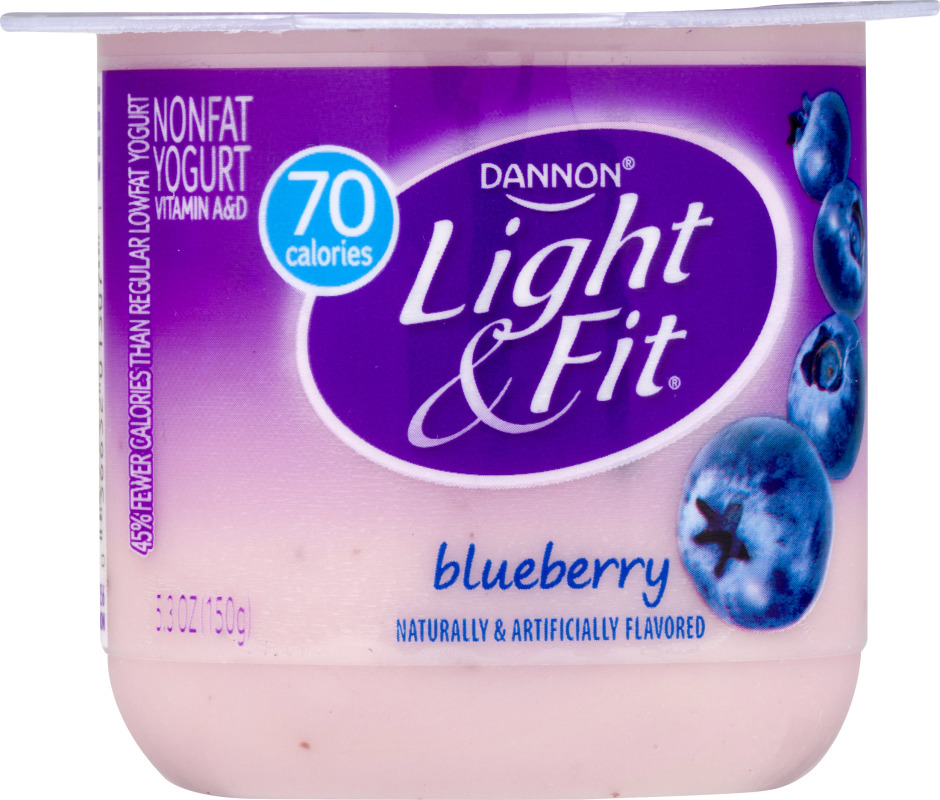 NONFAT
YOGURT
VITAMIN A&D
45% FEWER CALORIES THAN REGULAR LOWFAT YOGURT
70
calories
DANNON®
Light
& Fit®
blueberry
NATURALLY & ARTIFICIALLY FLAVORED
5.3 OZ (150g)